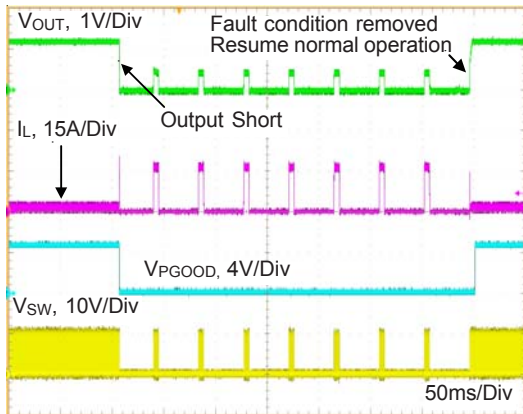 VOUT, 1V/Div
Fault condition removed
Resume normal operation
Output Short
IL, 15A/Div
VPGOOD, 4V/Div
VSW, 10V/Div
50ms/Div